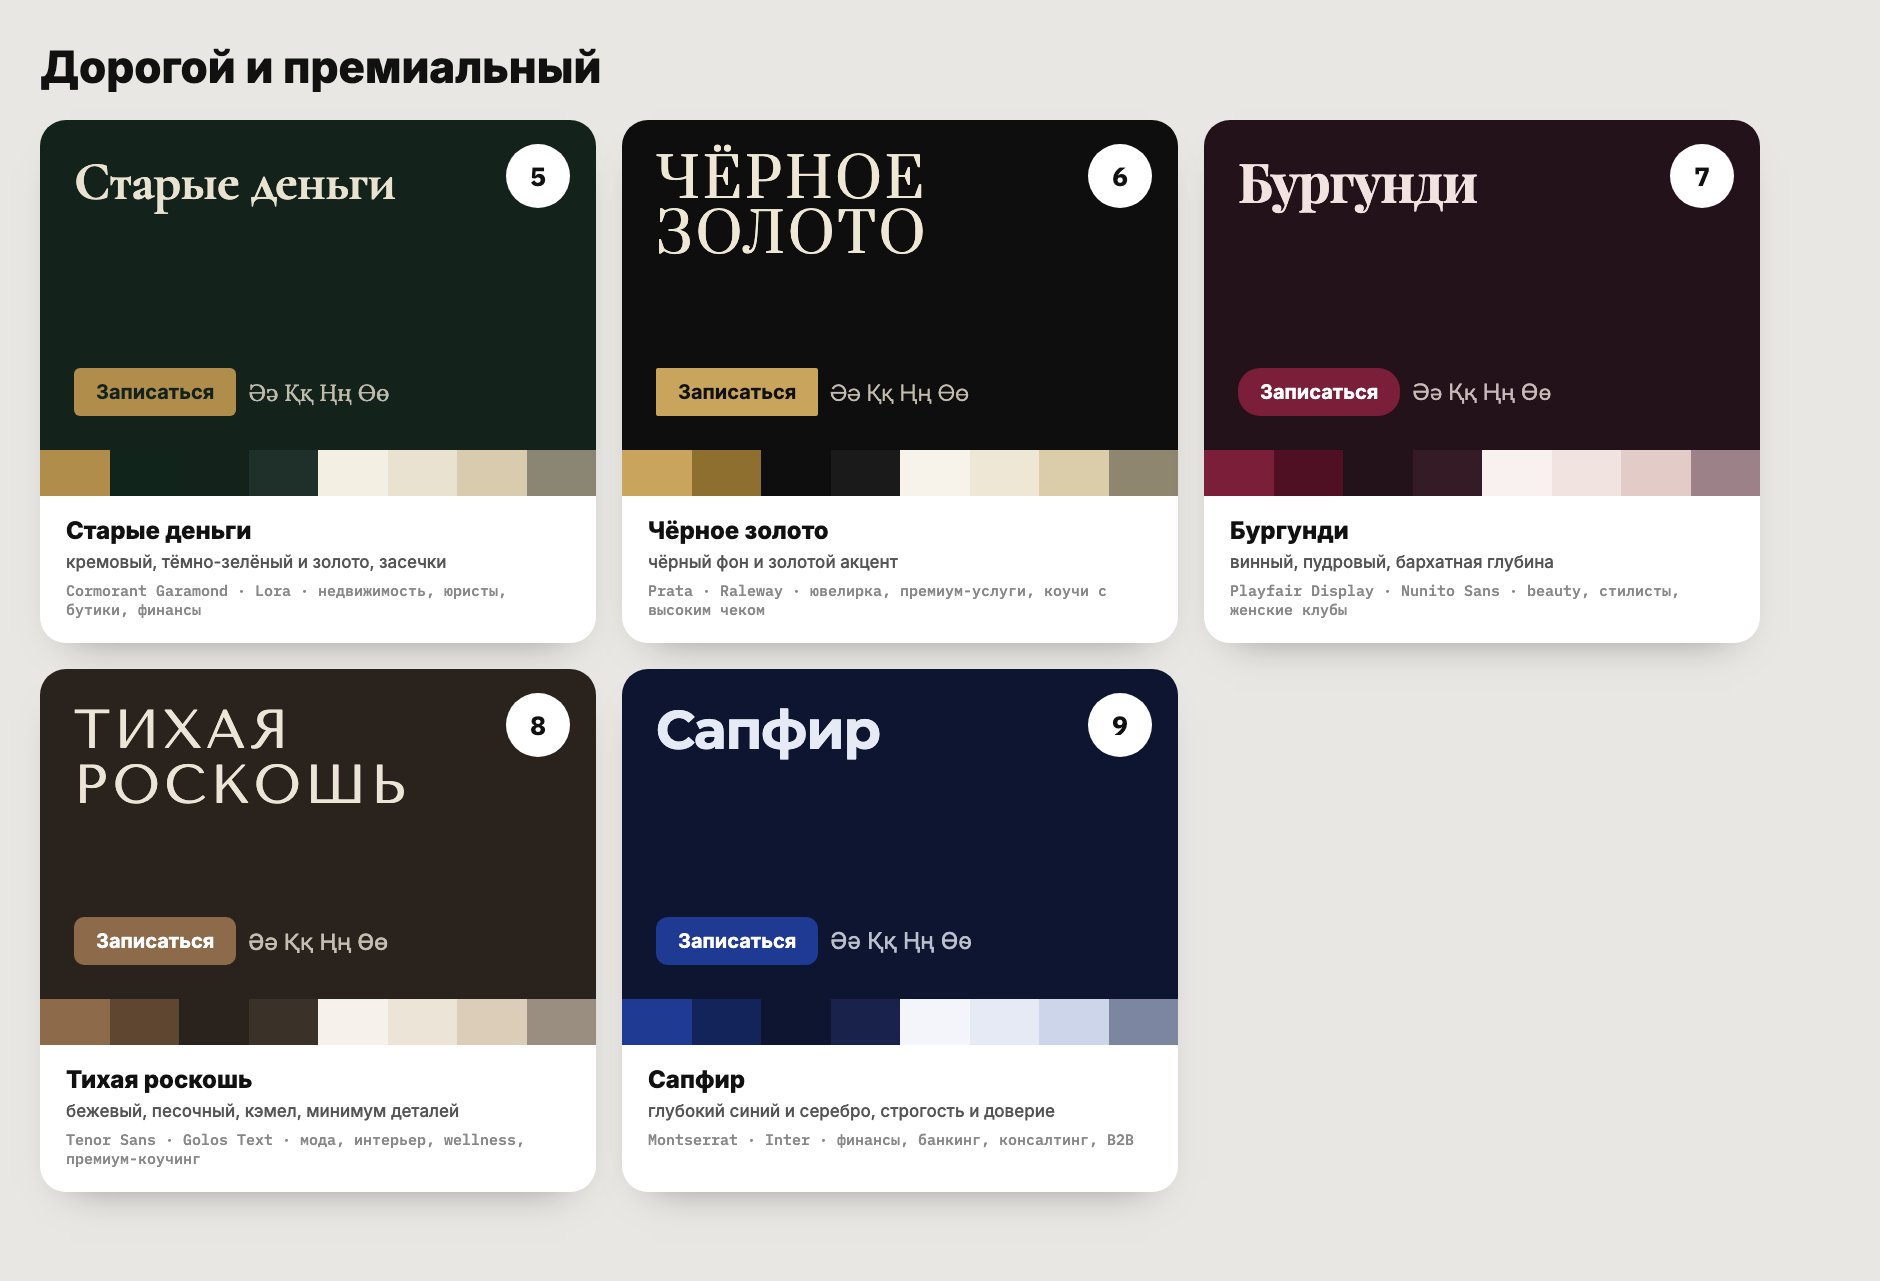 Дорогой и премиальный
Старые деньги
5
Записаться
Әә Ққ Ңң Өө
Старые деньги
кремовый, тёмно-зелёный и золото, засечки
Cormorant Garamond · Lora · недвижимость, юристы,
бутики, финансы
ЧЁРНОЕ
ЗОЛОТО
6
Записаться
Әә Ққ Ңң Өө
Чёрное золото
чёрный фон и золотой акцент
Prata · Raleway · ювелирка, премиум-услуги, коучи с
высоким чеком
Бургунди
7
Записаться
Әә Ққ Ңң Өө
Бургунди
винный, пудровый, бархатная глубина
Playfair Display · Nunito Sans · beauty, стилисты,
женские клубы
ТИХАЯ
РОСКОШЬ
8
Записаться
Әә Ққ Ңң Өө
Тихая роскошь
бежевый, песочный, кэмел, минимум деталей
Tenor Sans · Golos Text · мода, интерьер, wellness,
премиум-коучинг
Сапфир
9
Записаться
Әә Ққ Ңң Өө
Сапфир
глубокий синий и серебро, строгость и доверие
Montserrat · Inter · финансы, банкинг, консалтинг, B2B